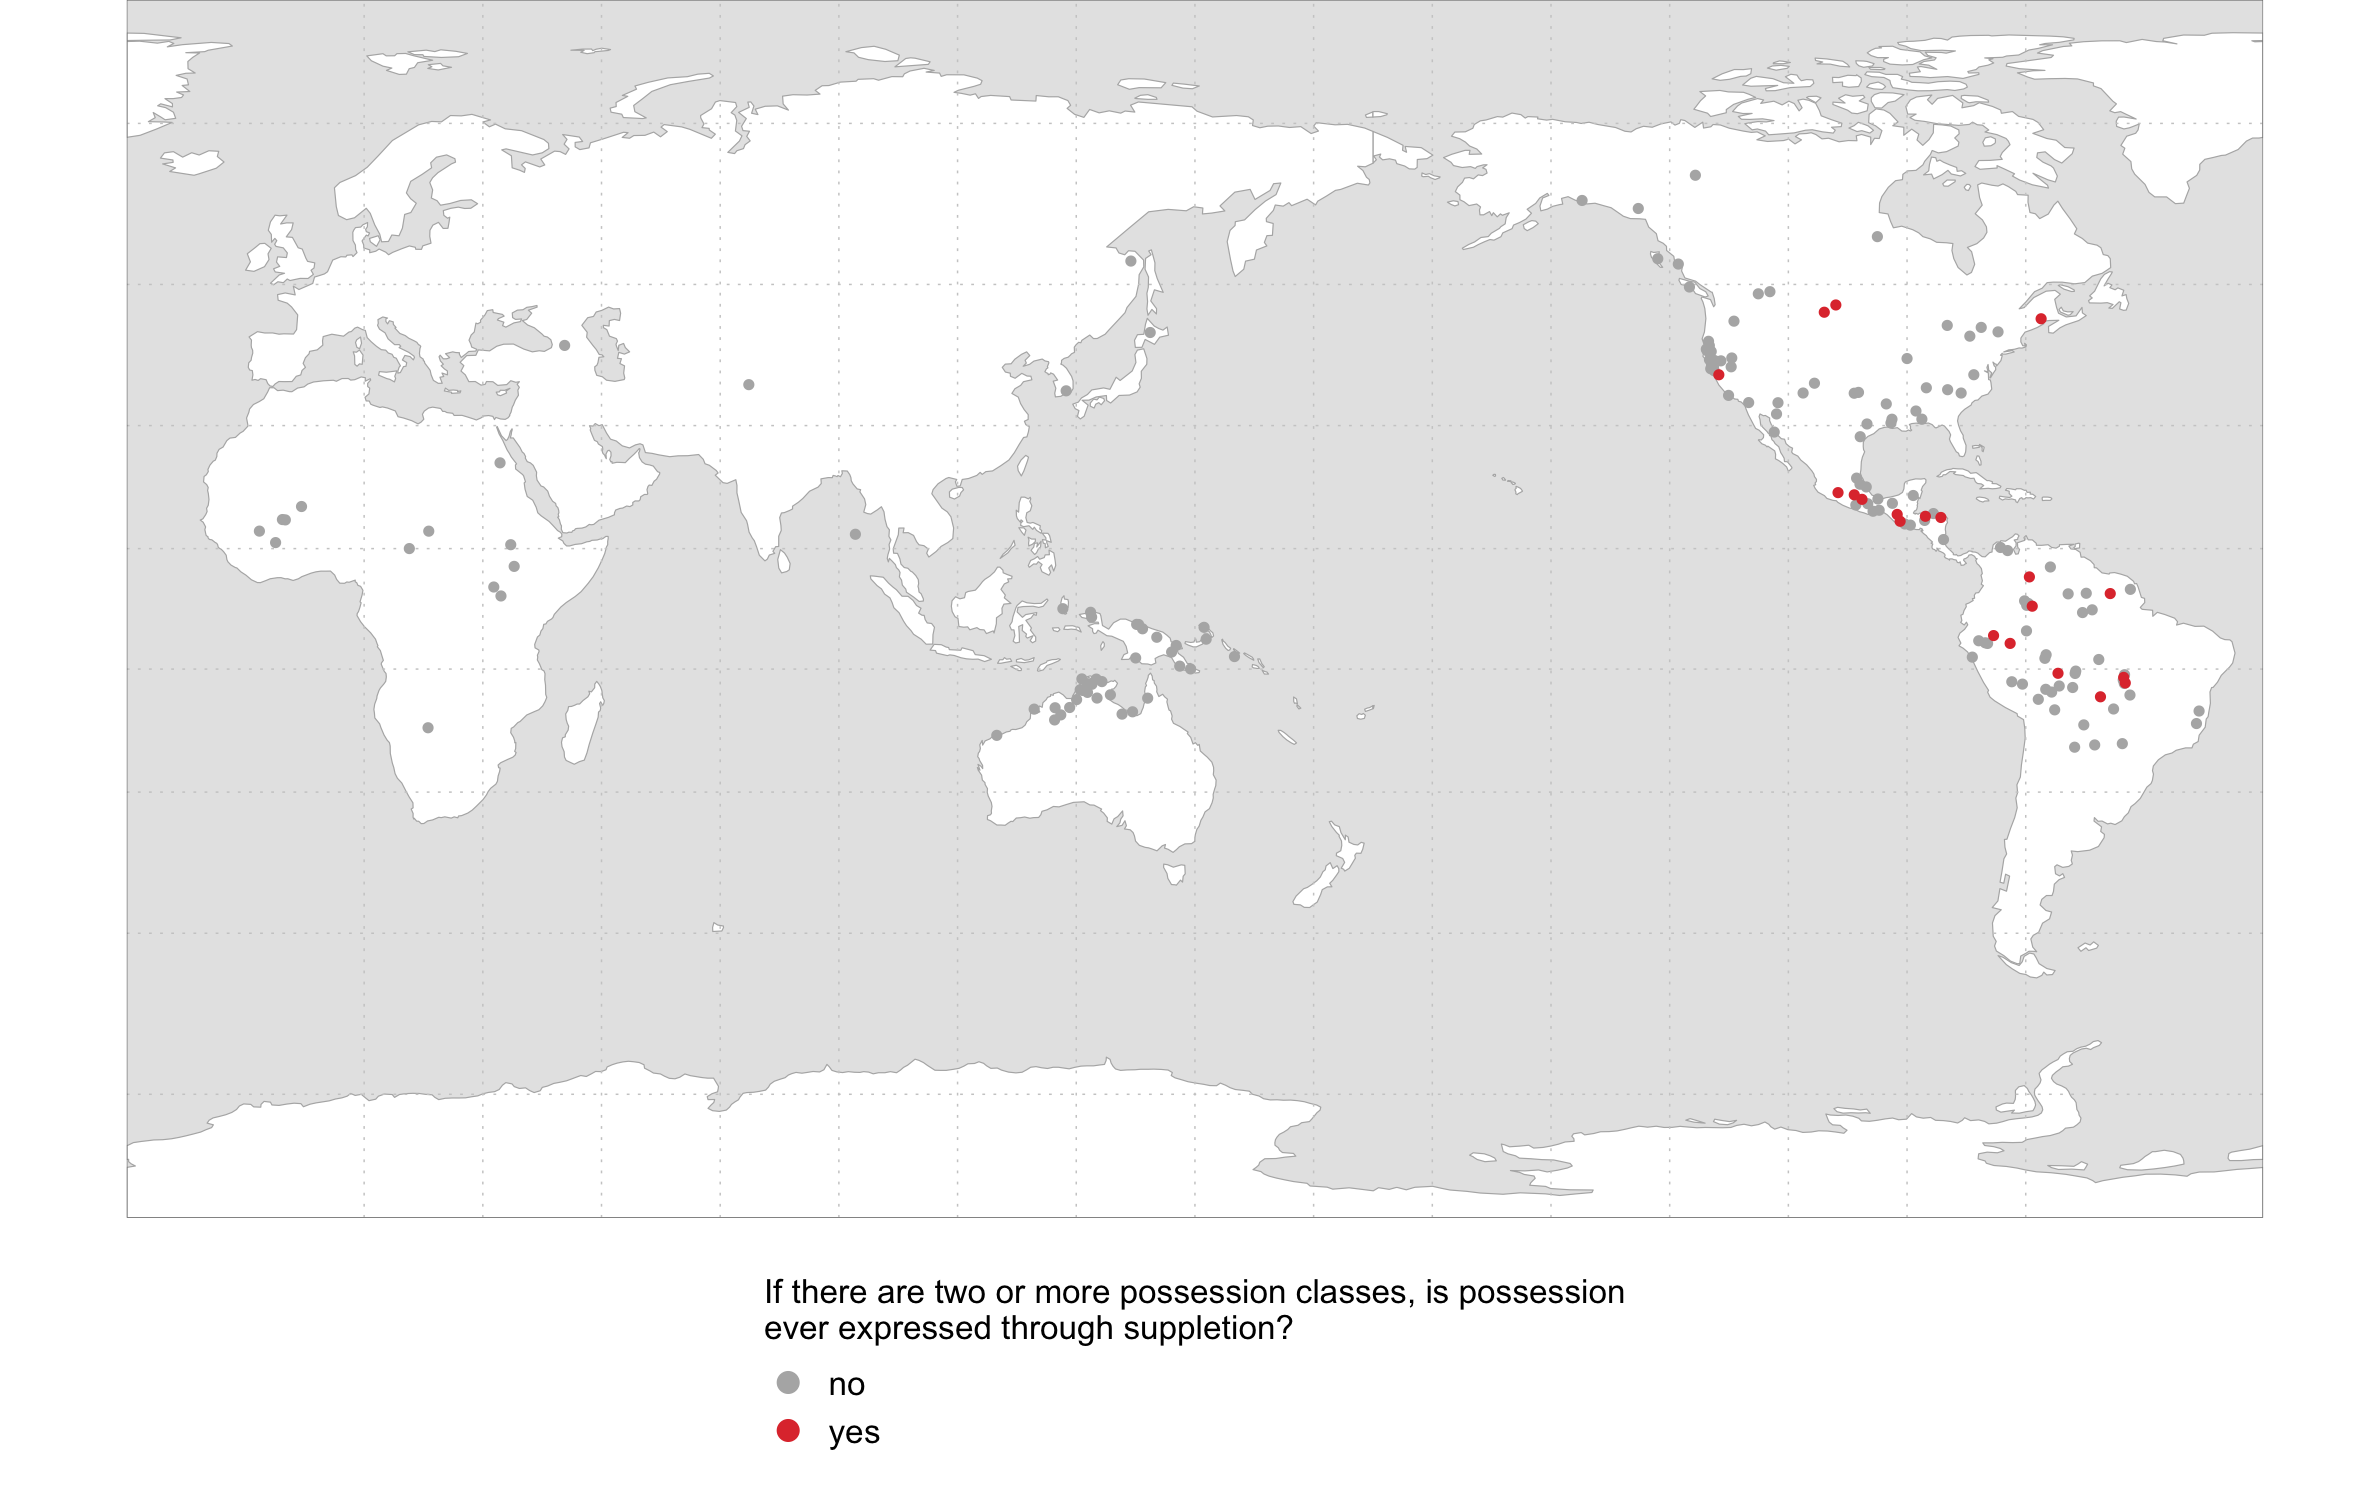 If there are two or more possession classes, is possession
ever expressed through suppletion?
no
yes